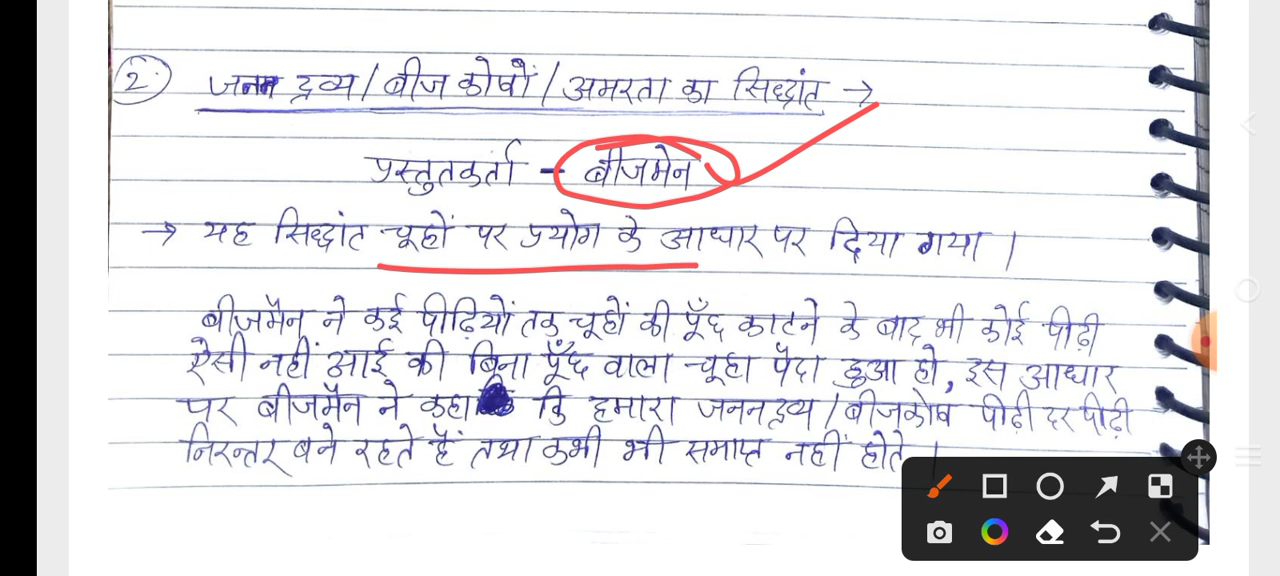 2. जनन द्रव्य / बीज कोषों / अमरता का सिद्धांत →
प्रस्तुतकर्ता - बीजमेन
→ यह सिद्धांत चूहों पर प्रयोग के आधार पर दिया गया।
बीजमैन ने कई पीढ़ियों तक चूहों की पूँछ काटने के बाद भी कोई पीढ़ी
ऐसी नहीं आई की बिना पूँछ वाला चूहा पैदा हुआ हो, इस आधार
पर बीजमैन ने कहा कि हमारा जननद्रव्य / बीजकोष पीढ़ी दर पीढ़ी
निरन्तर बने रहते हैं तथा कभी भी समाप्त नहीं होते।